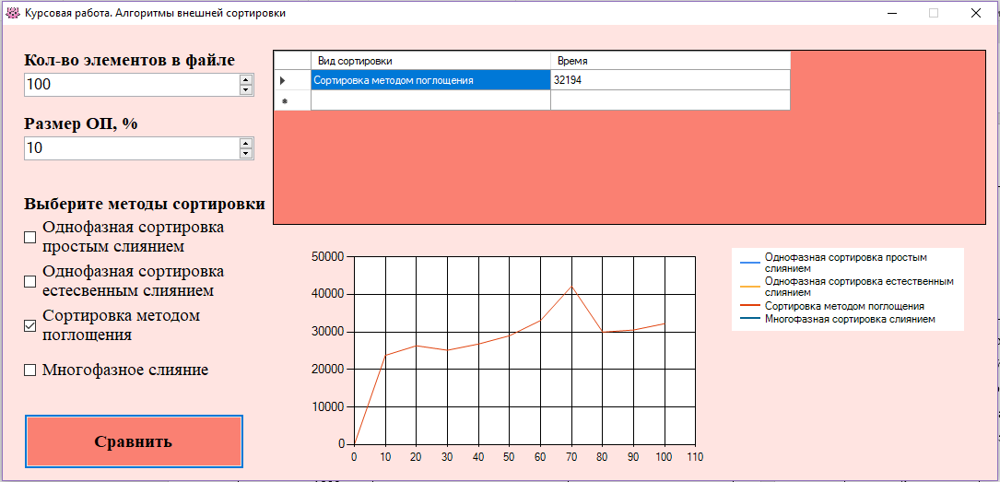 Курсовая работа. Алгоритмы внешней сортировки
Кол-во элементов в файле
100
Размер ОП, %
10
Выберите методы сортировки
Однофазная сортировка
простым слиянием
Однофазная сортировка
естесвенным слиянием
Сортировка методом
поглощения
Многофазное слияние
Сравнить
Вид сортировки Время
Сортировка методом поглощения 32194
50000
40000
30000
20000
10000
0
0 10 20 30 40 50 60 70 80 90 100 110
Однофазная сортировка простым
слиянием
Однофазная сортировка естественным
слиянием
Сортировка методом поглощения
Многофазная сортировка слиянием